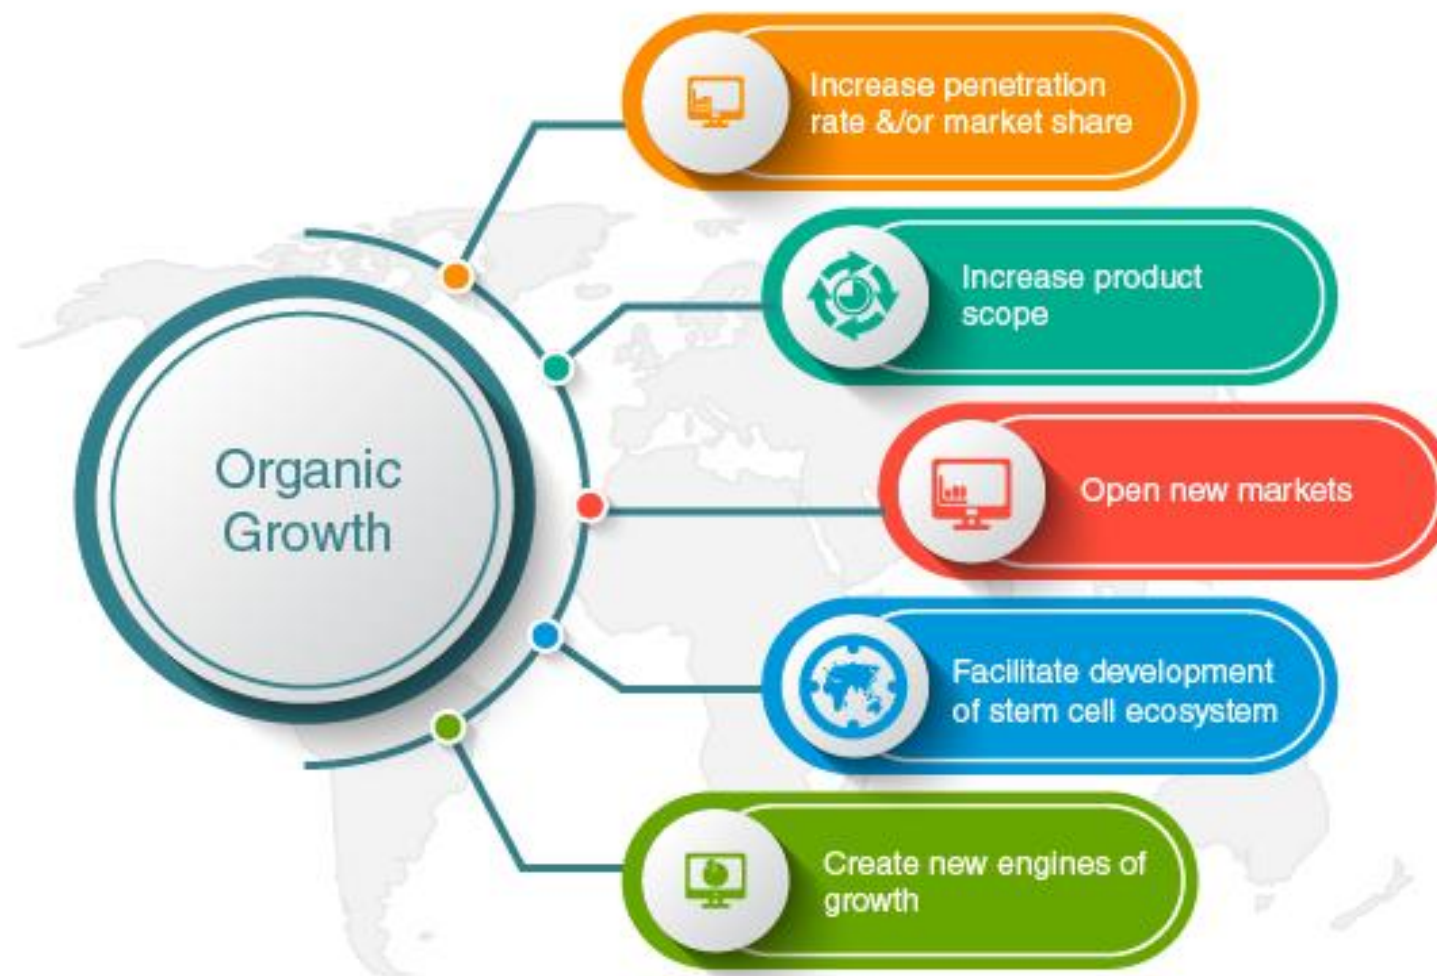 Organic
Growth
Increase penetration
rate &/or market share
Increase product
scope
Open new markets
Facilitate development
of stem cell ecosystem
Create new engines of
growth